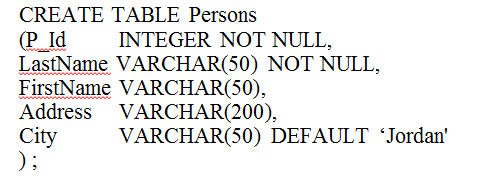 CREATE TABLE Persons
(P_Id INTEGER NOT NULL,
LastName VARCHAR(50) NOT NULL,
FirstName VARCHAR(50),
Address VARCHAR(200),
City VARCHAR(50) DEFAULT ‘Jordan'
) ;